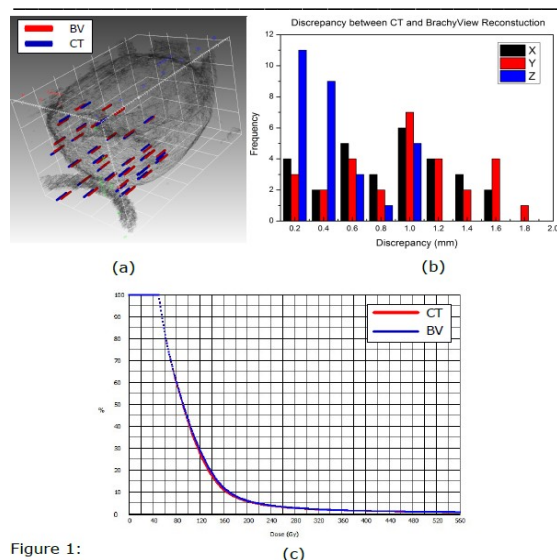 BV
CT
(a)
Discrepancy between CT and BrachyView Reconstuction
X
Y
Z
Frequency
12
10
8
6
4
2
0
0.2 0.4 0.6 0.8 1.0 1.2 1.4 1.6 1.8 2.0
Discrepancy (mm)
(b)
CT
BV
%
100
90
80
70
60
50
40
30
20
10
0
0 40 80 120 160 200 240 280 320 360 400 440 480 520 560
Dose (Gy)
Figure 1:
(c)